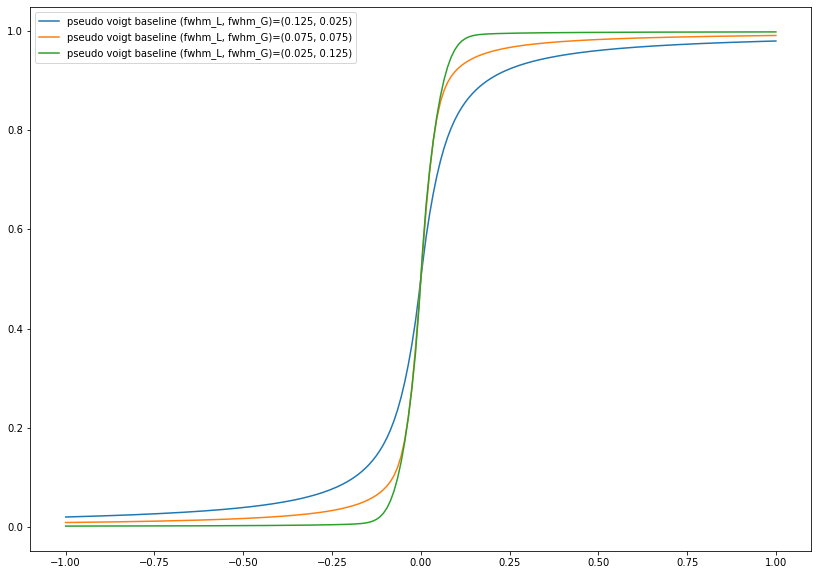 pseudo voigt baseline (fwhm_L, fwhm_G)=(0.125, 0.025)
pseudo voigt baseline (fwhm_L, fwhm_G)=(0.075, 0.075)
pseudo voigt baseline (fwhm_L, fwhm_G)=(0.025, 0.125)
1.0
0.8
0.6
0.4
0.2
0.0
−1.00 −0.75 −0.50 −0.25 0.00 0.25 0.50 0.75 1.00